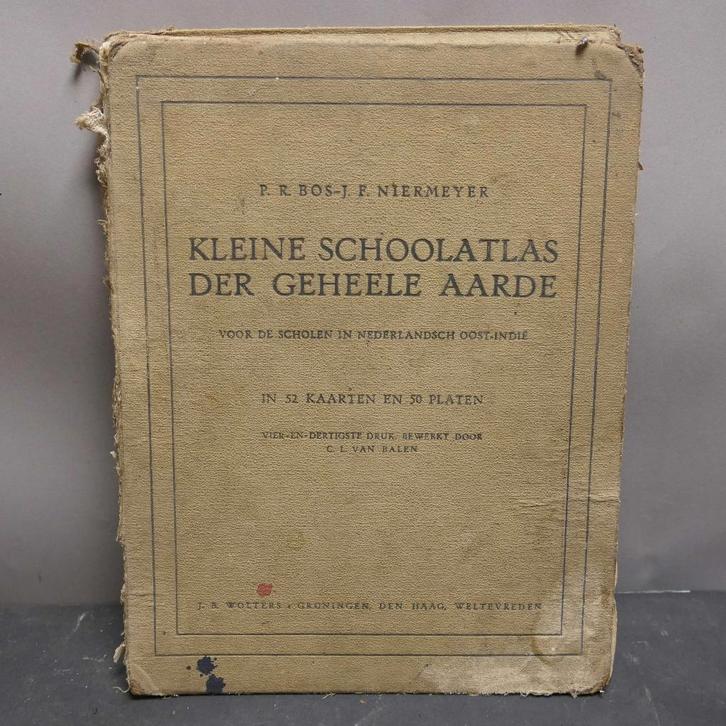 P. R. BOS-J. F. NIERMEYER
KLEINE SCHOOLATLAS
DER GEHEELE AARDE
VOOR DE SCHOLEN IN NEDERLANDSCH OOST-INDIË
IN 52 KAARTEN EN 50 PLATEN
VIER-EN-DERTIGSTE DRUK, BEWERKT DOOR
C. L. VAN BALEN
J. B. WOLTERS • GRONINGEN, DEN HAAG, WELTEVREDEN